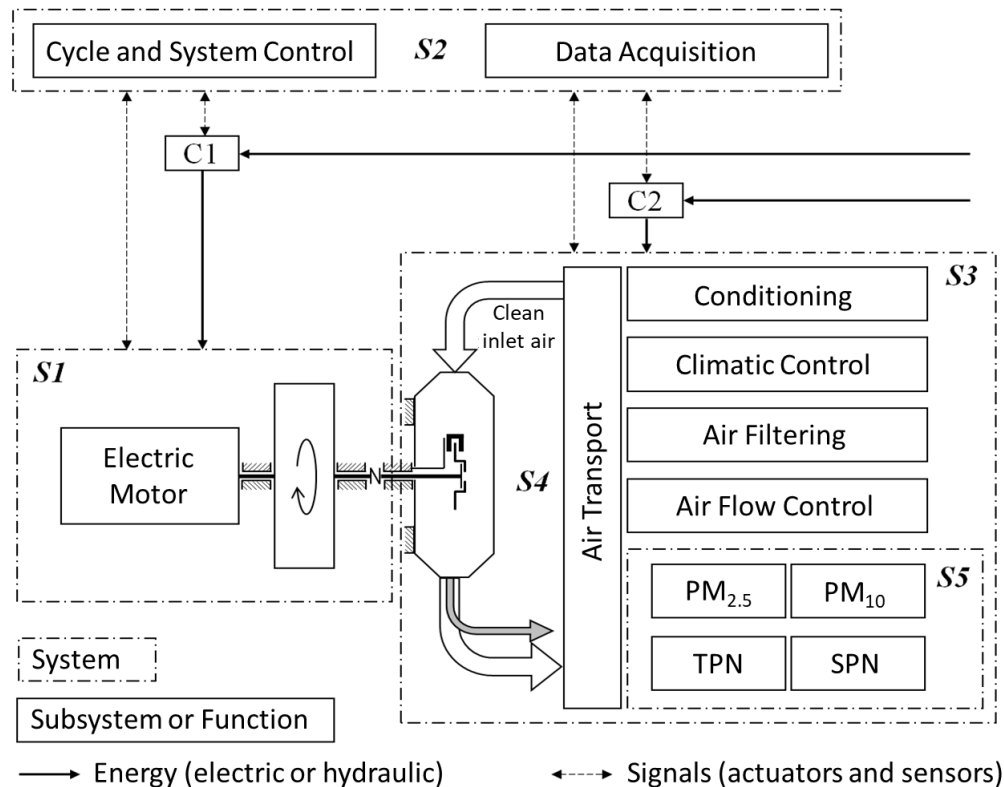 Cycle and System Control
S2
Data Acquisition
C1
C2
S3
Conditioning
Clean
inlet air
Climatic Control
S1
Air Filtering
Electric
Motor
S4
Air Transport
Air Flow Control
S5
PM2.5
PM10
TPN
SPN
System
Subsystem or Function
Energy (electric or hydraulic)
Signals (actuators and sensors)